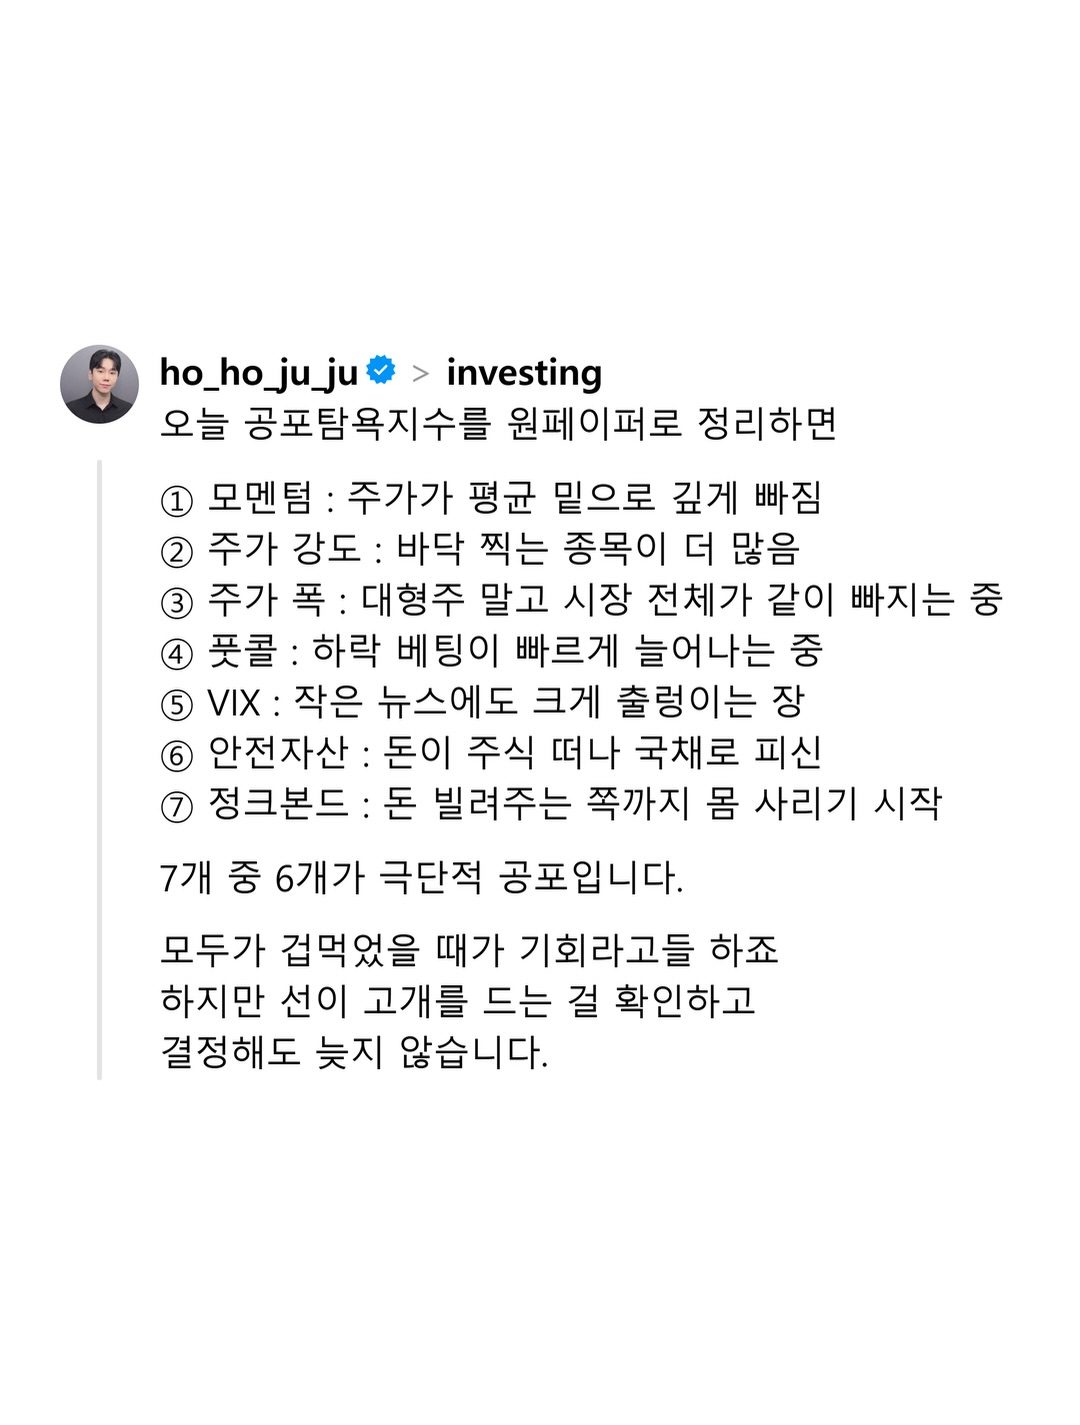 ho_ho_ju_ju > investing
오늘 공포탐욕지수를 원페이퍼로 정리하면
① 모멘텀 : 주가가 평균 밑으로 깊게 빠짐
② 주가 강도 : 바닥 찍는 종목이 더 많음
③ 주가 폭 : 대형주 말고 시장 전체가 같이 빠지는 중
④ 풋콜 : 하락 베팅이 빠르게 늘어나는 중
⑤ VIX : 작은 뉴스에도 크게 출렁이는 장
⑥ 안전자산 : 돈이 주식 떠나 국채로 피신
⑦ 정크본드 : 돈 빌려주는 쪽까지 몸 사리기 시작
7개 중 6개가 극단적 공포입니다.
모두가 겁먹었을 때가 기회라고들 하죠
하지만 선이 고개를 드는 걸 확인하고
결정해도 늦지 않습니다.